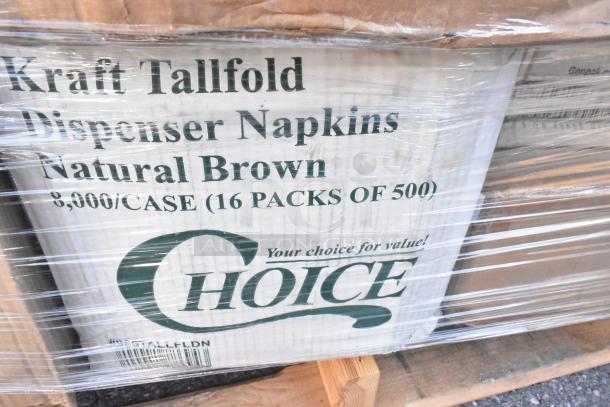 Kraft Tallfold
Dispenser Napkins
Natural Brown
8,000/CASE (16 PACKS OF 500)
Your choice for value!
CHOICE